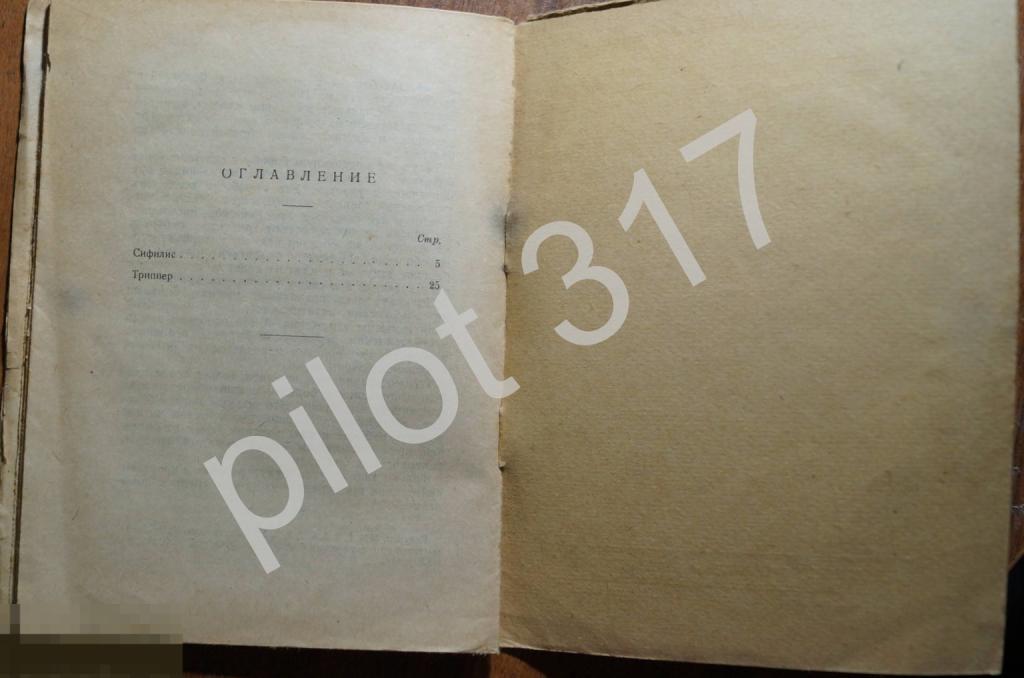 ОГЛАВЛЕНИЕ
Стр.
Сифилис . . . . . . . . . . . . . . . . . . . . . . . 5
Триппер . . . . . . . . . . . . . . . . . . . . . . . 25
pilot 317